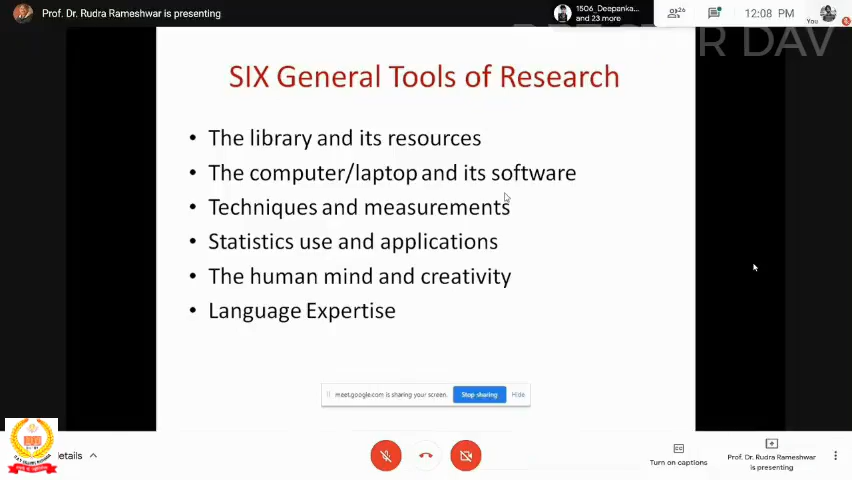 Prof. Dr. Rudra Rameshwar is presenting
1506_Deepanka...
and 23 more
26
12:08 PM
You
R DAV
SIX General Tools of Research
• The library and its resources
• The computer/laptop and its software
• Techniques and measurements
• Statistics use and applications
• The human mind and creativity
• Language Expertise
meet.google.com is sharing your screen.
Stop sharing
Hide
etails
Turn on captions
Prof. Dr. Rudra Rameshwar
is presenting